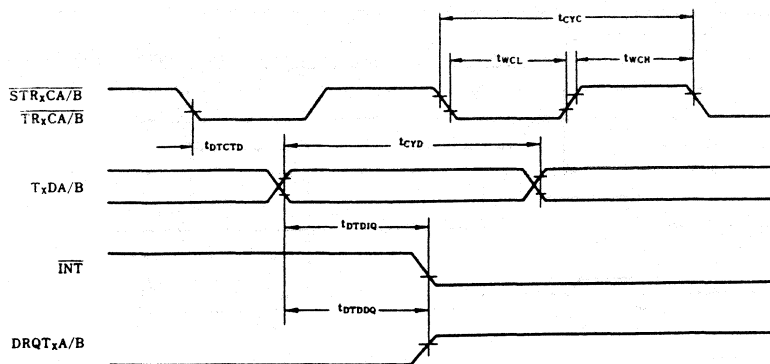 tCYC
tWCL
tWCH
STRxCA/B
TRxCA/B
tDTCTD
tCYD
TxDA/B
tDTDIQ
INT
tDTDDQ
DRQTxA/B